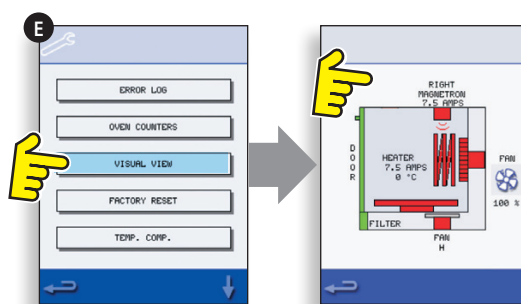 E
ERROR LOG
OVEN COUNTERS
VISUAL VIEW
FACTORY RESET
TEMP. COMP.
RIGHT
MAGNETRON
7.5 AMPS
DOOR
HEATER
7.5 AMPS
0 °C
FAN
100 %
FILTER
FAN
H